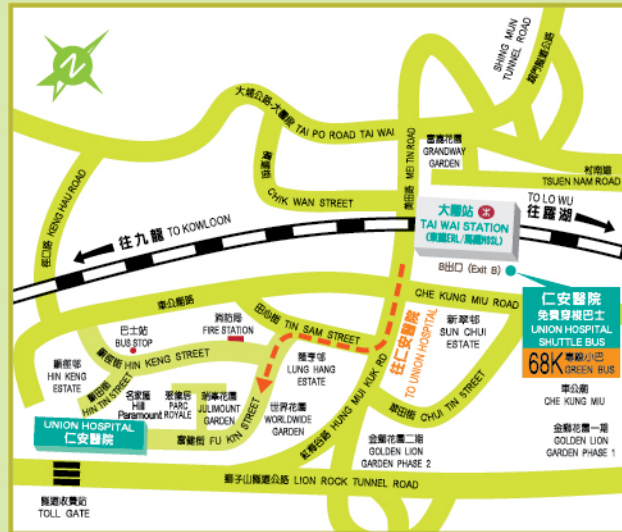 N
SHING MUN
TUNNEL ROAD
城門隧道公路
大埔公路-大圍段 TAI PO ROAD TAI WAI
美田路 MEI TIN ROAD
富嘉花園
GRANDWAY
GARDEN
村南道
TSUEN NAM ROAD
CHIK WAN STREET
徑口路 KENG HAU ROAD
大圍站
TAI WAI STATION
TO LO WU
往羅湖
往九龍 TO KOWLOON
B出口 (Exit B)
車公廟路
CHE KUNG MIU ROAD
仁安醫院
免費穿梭巴士
UNION HOSPITAL
SHUTTLE BUS
68K 專線小巴
GREEN BUS
巴士站
BUS STOP
消防局
FIRE STATION
田心街 TIN SAM STREET
往仁安醫院
TO UNION HOSPITAL
新翠邨
SUN CHUI
ESTATE
顯徑邨
HIN KENG
ESTATE
顯徑街 HIN KENG STREET
隆亨邨
LUNG HANG
ESTATE
顯田街 HIN TIN STREET
名家匯
Hill
Paramount
聚龍居
PARC
ROYALE
瑞峯花園
JULIMOUNT
GARDEN
世界花園
WORLDWIDE
GARDEN
紅梅谷路 HUNG MUI KUK RD
翠田街 CHUI TIN STREET
車公廟
CHE KUNG MIU
UNION HOSPITAL
仁安醫院
富健街 FU KIN STREET
金獅花園二期
GOLDEN LION
GARDEN PHASE 2
金獅花園一期
GOLDEN LION
GARDEN PHASE 1
獅子山隧道公路 LION ROCK TUNNEL ROAD
隧道收費站
TOLL GATE